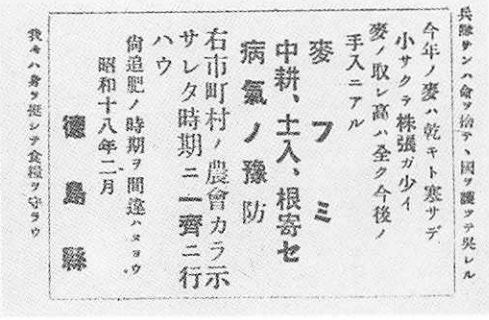 兵隊サンハ命ヲ捨テヽ國ヲ護ツテ呉レル
今年ノ麥ハ乾キト寒サデ
小サクテ株張ガ少イ
麥ノ取レ高ハ全ク今後ノ
手入ニアル
麥フミ
中耕、土入、根寄セ
病氣ノ豫防
右市町村ノ農會カラ示
サレタ時期ニ一齊ニ行
ハウ
尚追肥ノ時期ヲ間違ハヌヨウ
昭和十八年二月
德島縣
我々ハ身ヲ挺シテ食糧ヲ守ラウ